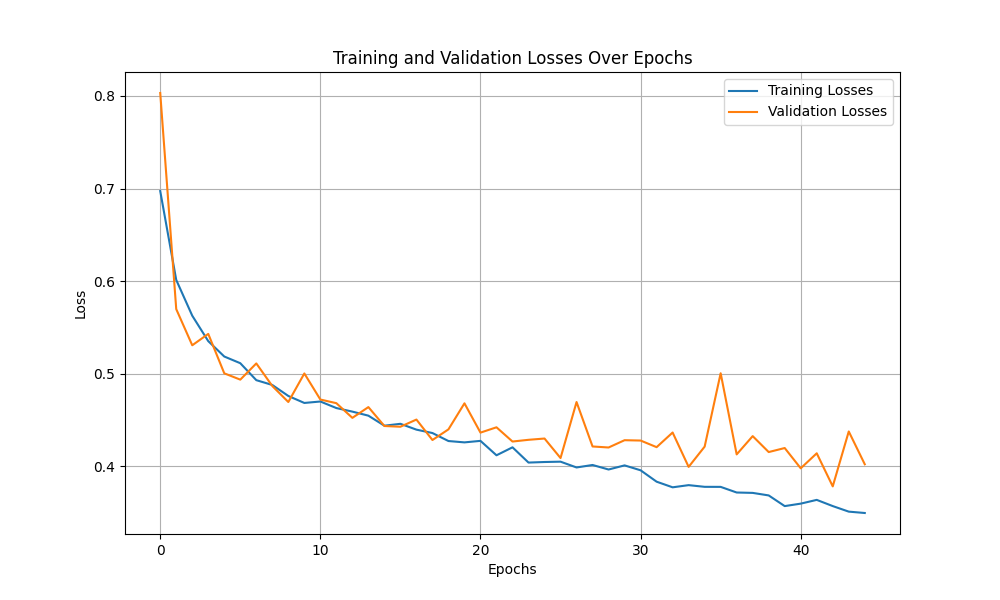 Training and Validation Losses Over Epochs
Training Losses
Validation Losses
0.8
0.7
0.6
0.5
0.4
Loss
0
10
20
30
40
Epochs